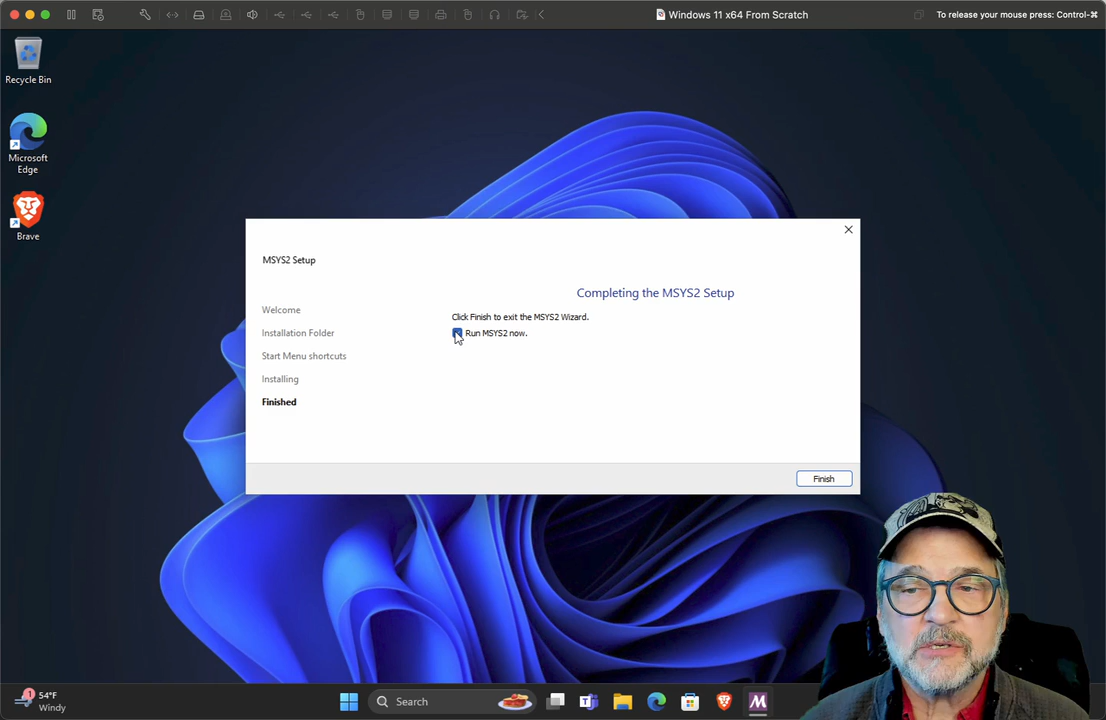 Windows 11 x64 From Scratch
To release your mouse press: Control-⌘
Recycle Bin
Microsoft
Edge
Brave
MSYS2 Setup
Completing the MSYS2 Setup
Welcome
Click Finish to exit the MSYS2 Wizard.
Installation Folder
Run MSYS2 now.
Start Menu shortcuts
Installing
Finished
Finish
1
54°F
Windy
Search